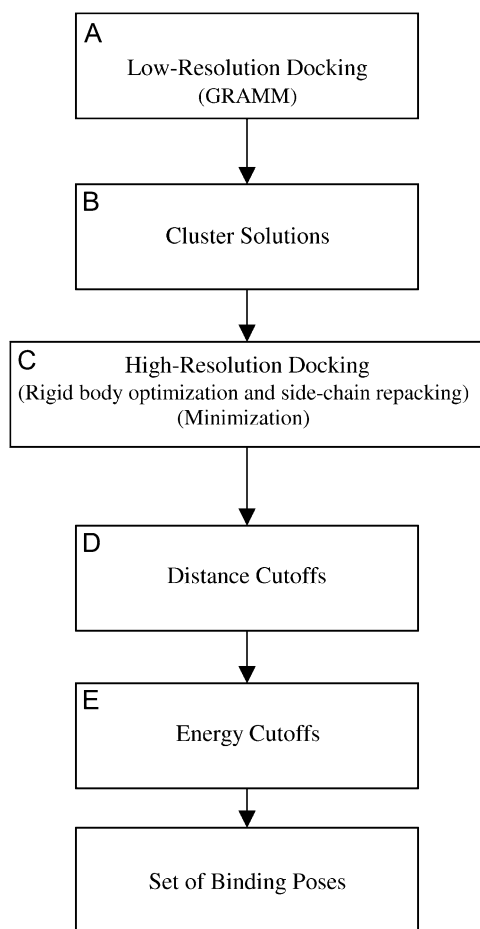 A
Low-Resolution Docking
(GRAMM)
B
Cluster Solutions
C
High-Resolution Docking
(Rigid body optimization and side-chain repacking)
(Minimization)
D
Distance Cutoffs
E
Energy Cutoffs
Set of Binding Poses